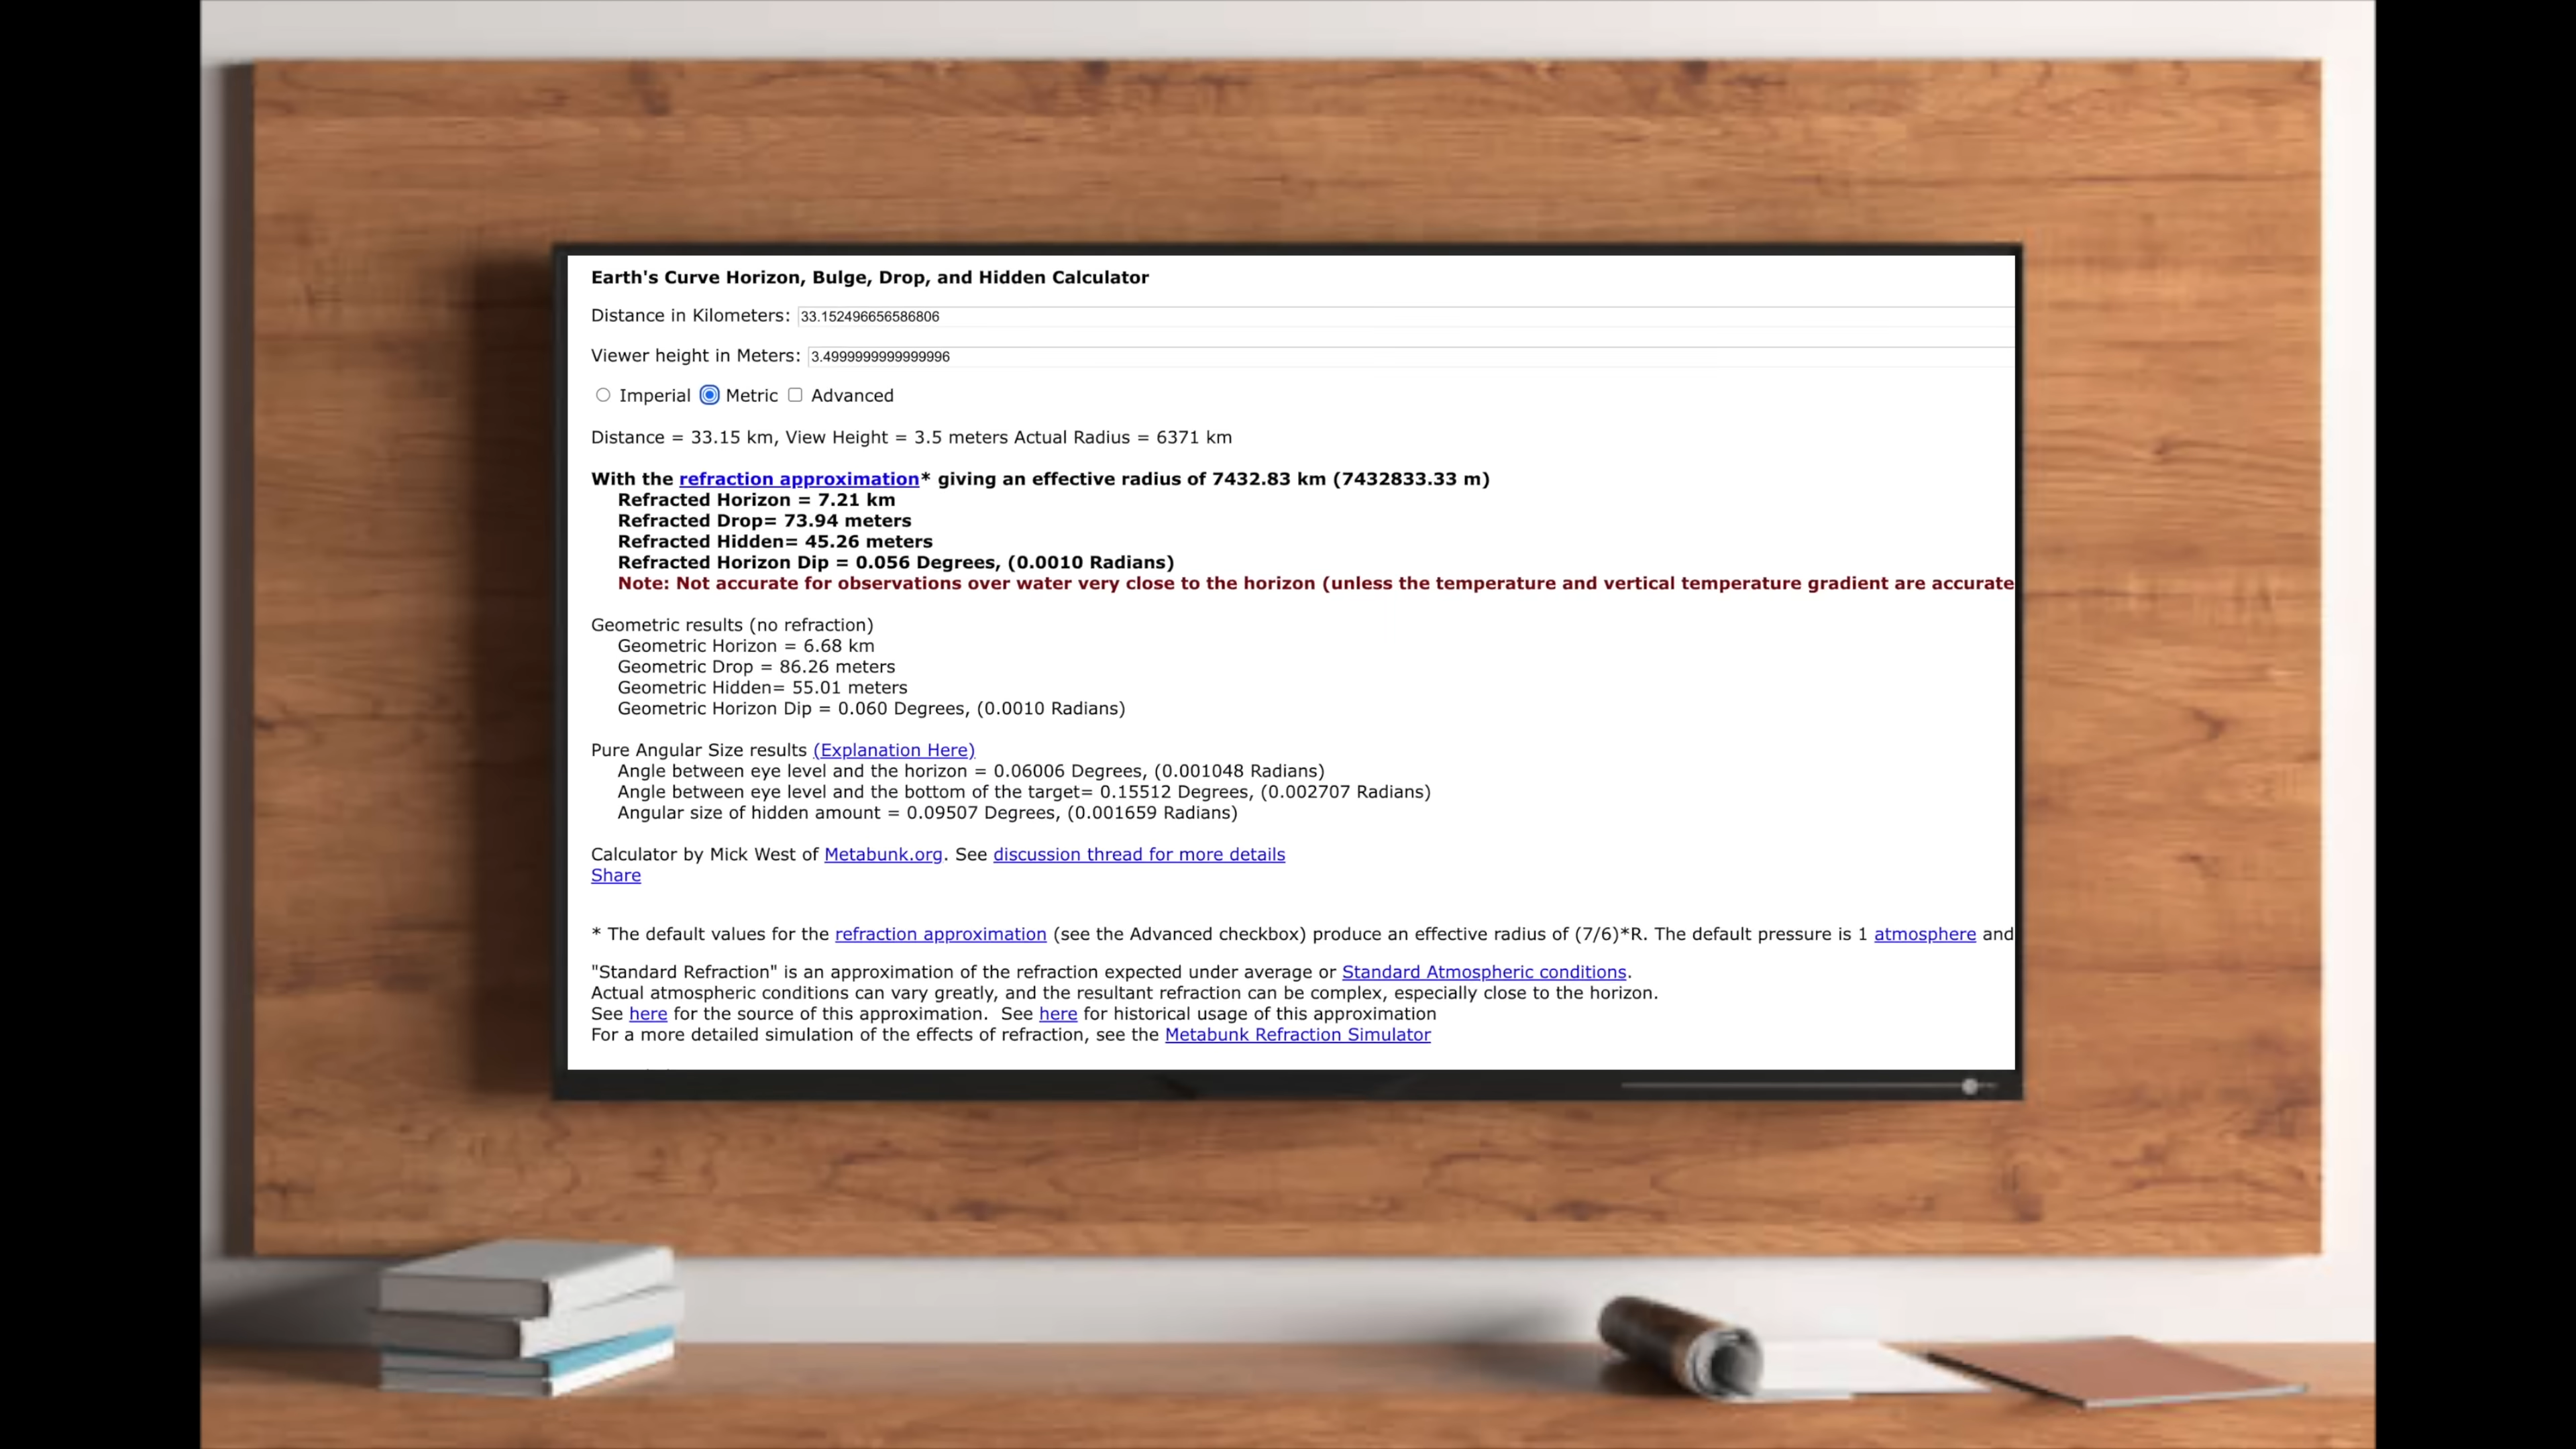 Earth's Curve Horizon, Bulge, Drop, and Hidden Calculator
Distance in Kilometers: 33.152496656586806
Viewer height in Meters: 3.4999999999999996
Imperial Metric Advanced
Distance = 33.15 km, View Height = 3.5 meters Actual Radius = 6371 km
With the refraction approximation* giving an effective radius of 7432.83 km (7432833.33 m)
Refracted Horizon = 7.21 km
Refracted Drop= 73.94 meters
Refracted Hidden= 45.26 meters
Refracted Horizon Dip = 0.056 Degrees, (0.0010 Radians)
Note: Not accurate for observations over water very close to the horizon (unless the temperature and vertical temperature gradient are accurate
Geometric results (no refraction)
Geometric Horizon = 6.68 km
Geometric Drop = 86.26 meters
Geometric Hidden= 55.01 meters
Geometric Horizon Dip = 0.060 Degrees, (0.0010 Radians)
Pure Angular Size results (Explanation Here)
Angle between eye level and the horizon = 0.06006 Degrees, (0.001048 Radians)
Angle between eye level and the bottom of the target= 0.15512 Degrees, (0.002707 Radians)
Angular size of hidden amount = 0.09507 Degrees, (0.001659 Radians)
Calculator by Mick West of Metabunk.org. See discussion thread for more details
Share
* The default values for the refraction approximation (see the Advanced checkbox) produce an effective radius of (7/6)*R. The default pressure is 1 atmosphere and
"Standard Refraction" is an approximation of the refraction expected under average or Standard Atmospheric conditions.
Actual atmospheric conditions can vary greatly, and the resultant refraction can be complex, especially close to the horizon.
See here for the source of this approximation. See here for historical usage of this approximation
For a more detailed simulation of the effects of refraction, see the Metabunk Refraction Simulator